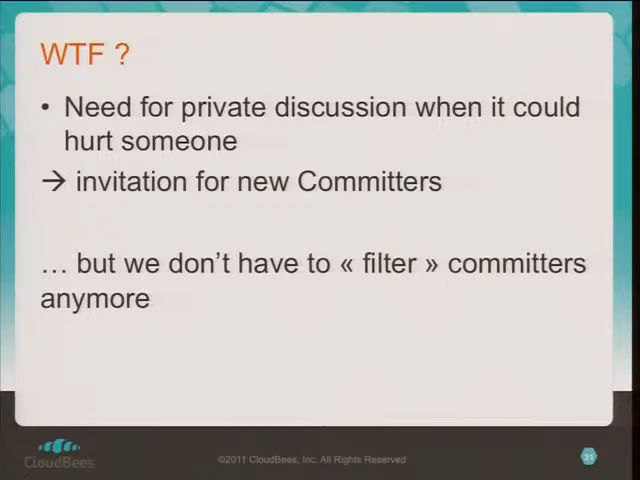 WTF ?
• Need for private discussion when it could
hurt someone
→ invitation for new Committers
… but we don’t have to « filter » committers
anymore
CloudBees
©2011 CloudBees, Inc. All Rights Reserved
31